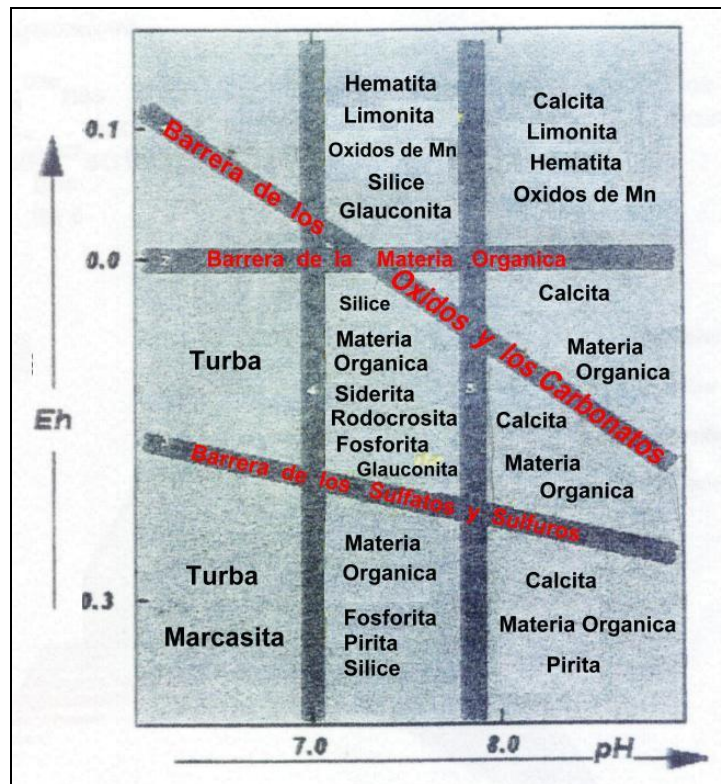 Hematita
Limonita
Oxidos de Mn
Silice
Glauconita
Calcita
Limonita
Hematita
Oxidos de Mn
0.1
Barrera de los Oxidos y los Carbonatos
0.0
Barrera de la Materia Organica
Silice
Materia
Organica
Siderita
Rodocrosita
Fosforita
Glauconita
Calcita
Materia
Organica
Calcita
Materia
Organica
Turba
Eh
Barrera de los Sulfatos y Sulfuros
Turba
Marcasita
Materia
Organica
Fosforita
Pirita
Silice
Calcita
Materia Organica
Pirita
0.3
7.0
8.0
pH